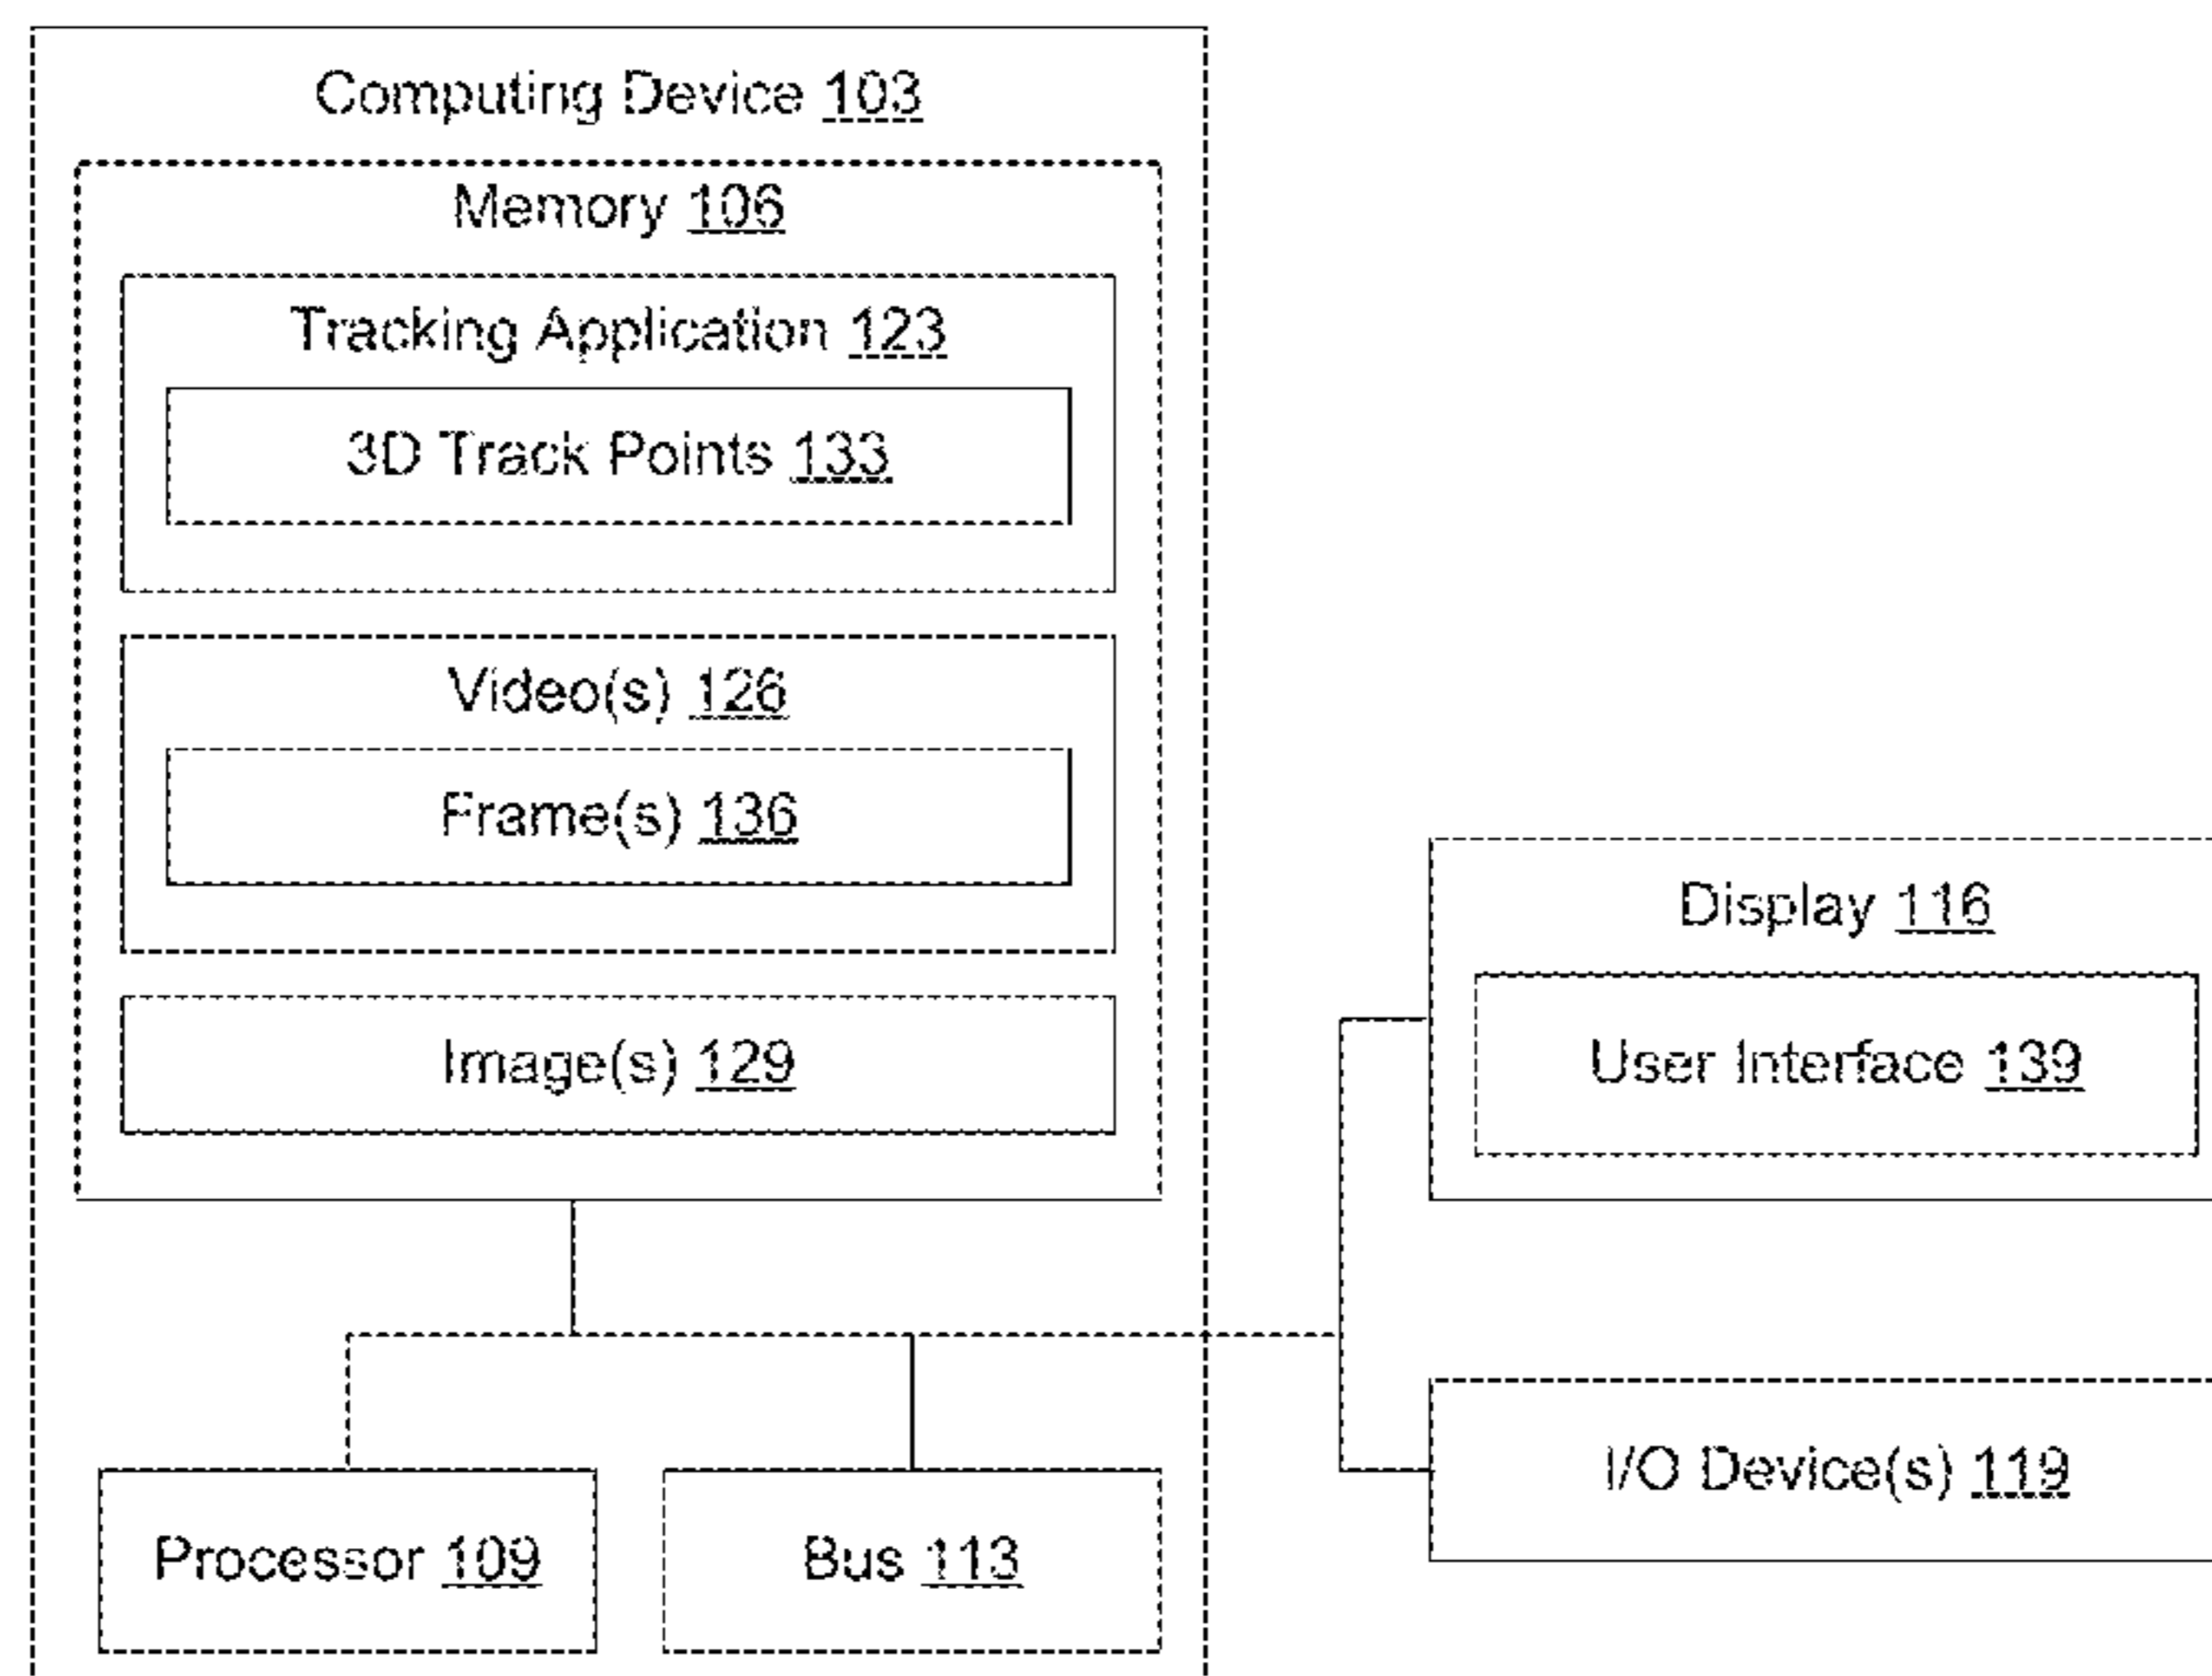 Computing Device 103
Memory 106
Tracking Application 123
3D Track Points 133
Video(s) 126
Frame(s) 136
Image(s) 129
Display 116
User Interface 139
I/O Device(s) 119
Processor 109
Bus 113